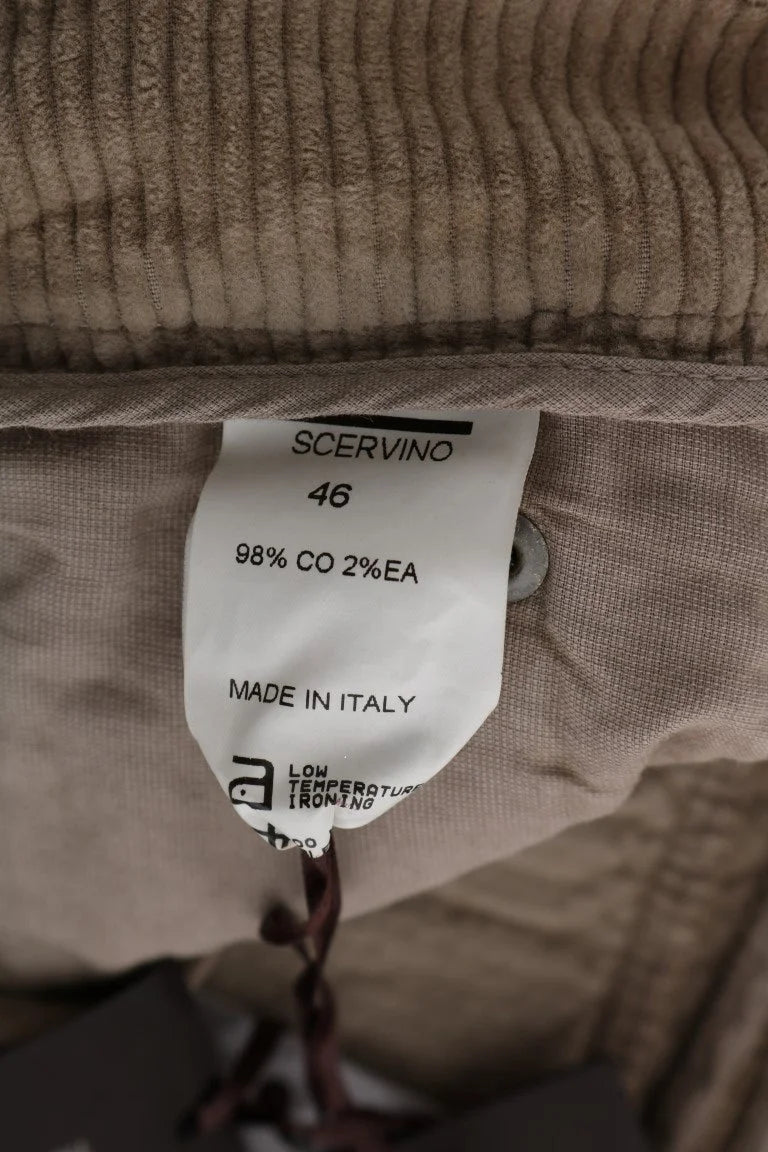 SCERVINO
46
98% CO 2%EA
MADE IN ITALY
LOW
TEMPERATURE
IRONING